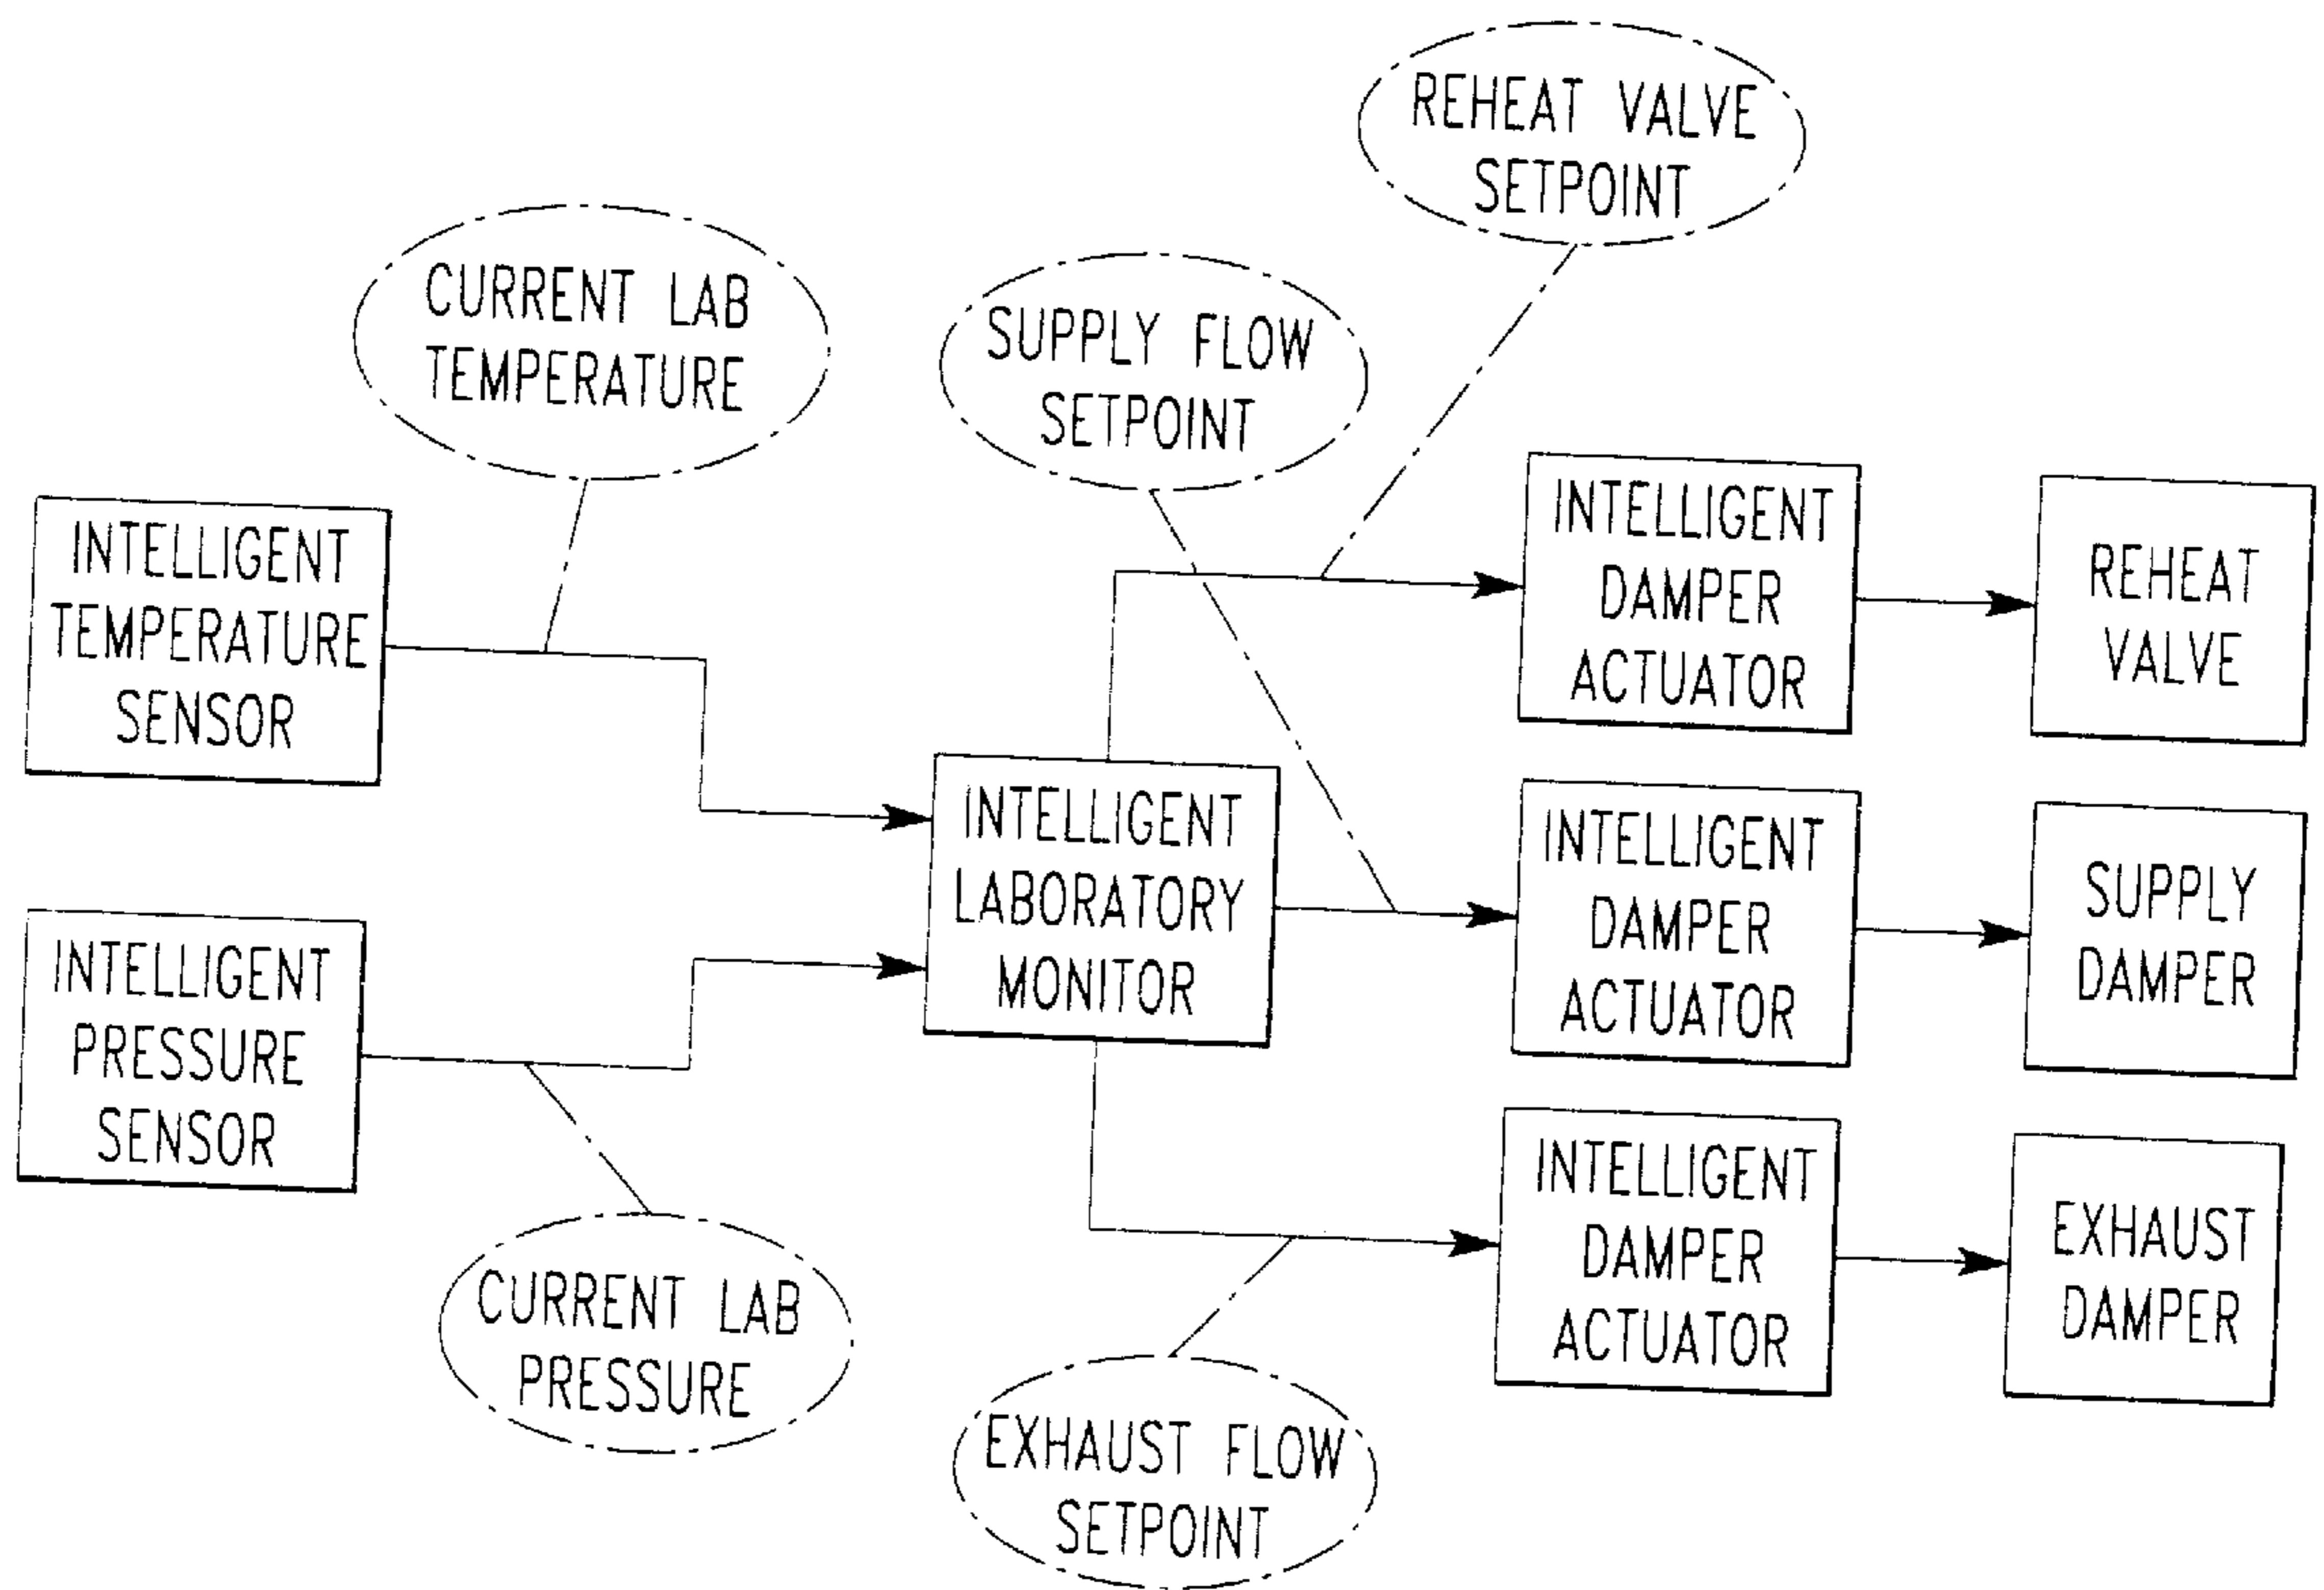 REHEAT VALVE
SETPOINT
CURRENT LAB
TEMPERATURE
SUPPLY FLOW
SETPOINT
INTELLIGENT
TEMPERATURE
SENSOR
INTELLIGENT
DAMPER
ACTUATOR
REHEAT
VALVE
INTELLIGENT
LABORATORY
MONITOR
INTELLIGENT
DAMPER
ACTUATOR
SUPPLY
DAMPER
INTELLIGENT
PRESSURE
SENSOR
INTELLIGENT
DAMPER
ACTUATOR
EXHAUST
DAMPER
CURRENT LAB
PRESSURE
EXHAUST FLOW
SETPOINT